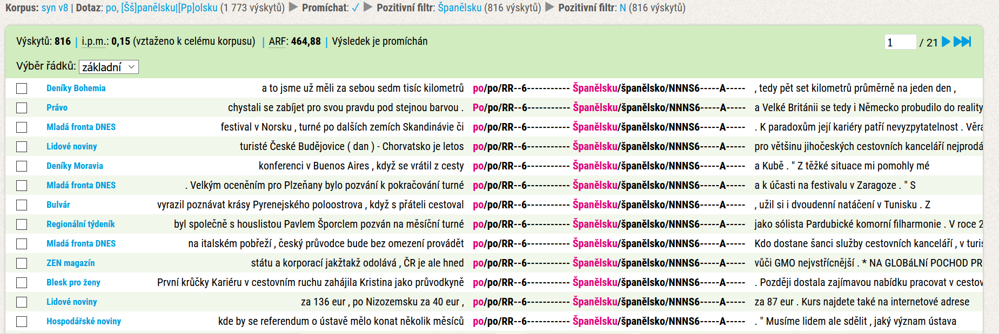 Korpus: syn v8 | Dotaz: po, [Šš]panělsku|[Pp]olsku (1 773 výskytů) ▶ Promíchat: ✓ ▶ Pozitivní filtr: Španělsku (816 výskytů) ▶ Pozitivní filtr: N (816 výskytů)
Výskytů: 816 | i.p.m.: 0,15 (vztaženo k celému korpusu) | ARF: 464,88 | Výsledek je promíchán 1 / 21
Výběr řádků: základní
Deníky Bohemia a to jsme už měli za sebou sedm tisíc kilometrů po/po/RR--6----------- Španělsku/španělsko/NNNS6-----A----- , tedy pět set kilometrů průměrně na jeden den ,
Právo chystali se zabíjet pro svou pravdu pod stejnou barvou . Po/po/RR--6----------- Španělsku/španělsko/NNNS6-----A----- a Velké Británii se tedy i Německo probudilo do reality
Mladá fronta DNES festival v Norsku , turné po dalších zemích Skandinávie či po/po/RR--6----------- Španělsku/španělsko/NNNS6-----A----- . K paradoxům její kariéry patří nevyzpytatelnost . Věra
Lidové noviny turisté České Budějovice ( dan ) - Chorvatsko je letos po/po/RR--6----------- Španělsku/španělsko/NNNS6-----A----- pro většinu jihočeských cestovních kanceláří nejprodá
Deníky Moravia konferenci v Buenos Aires , když se vrátil z cesty po/po/RR--6----------- Španělsku/španělsko/NNNS6-----A----- a Kubě . " Z těžké situace mi pomohly mé
Mladá fronta DNES . Velkým oceněním pro Plzeňany bylo pozvání k pokračování turné po/po/RR--6----------- Španělsku/španělsko/NNNS6-----A----- a k účasti na festivalu v Zaragoze . " S
Bulvár vyrazil poznávat krásy Pyrenejského poloostrova , když s přáteli cestoval po/po/RR--6----------- Španělsku/španělsko/NNNS6-----A----- , užil si i dvoudenní natáčení v Tunisku . Z
Regionální týdeník byl společně s houslistou Pavlem Šporclem pozván na měsíční turné po/po/RR--6----------- Španělsku/španělsko/NNNS6-----A----- jako sólista Pardubické komorní filharmonie . V roce 2
Mladá fronta DNES na italském pobřeží , český průvodce bude bez omezení provádět po/po/RR--6----------- Španělsku/španělsko/NNNS6-----A----- Kdo dostane šanci služby cestovních kanceláří , v turis
ZEN magazín státu a korporací jakžtakž odolává , ČR je ale hned po/po/RR--6----------- Španělsku/španělsko/NNNS6-----A----- vůči GMO nejvstřícnější . * NA GLOBáLNí POCHOD PR
Blesk pro ženy První krůčky Kariéru v cestovním ruchu zahájila Kristina jako průvodkyně po/po/RR--6----------- Španělsku/španělsko/NNNS6-----A----- . Později dostala zajímavou nabídku pracovat v cestov
Lidové noviny za 136 eur , po Nizozemsku za 40 eur , po/po/RR--6----------- Španělsku/španělsko/NNNS6-----A----- za 87 eur . Kurs najdete také na internetové adrese
Hospodářské noviny kde by se referendum o ústavě mělo konat několik měsíců po/po/RR--6----------- Španělsku/španělsko/NNNS6-----A----- . " Musíme lidem ale sdělit , jaký význam ústava